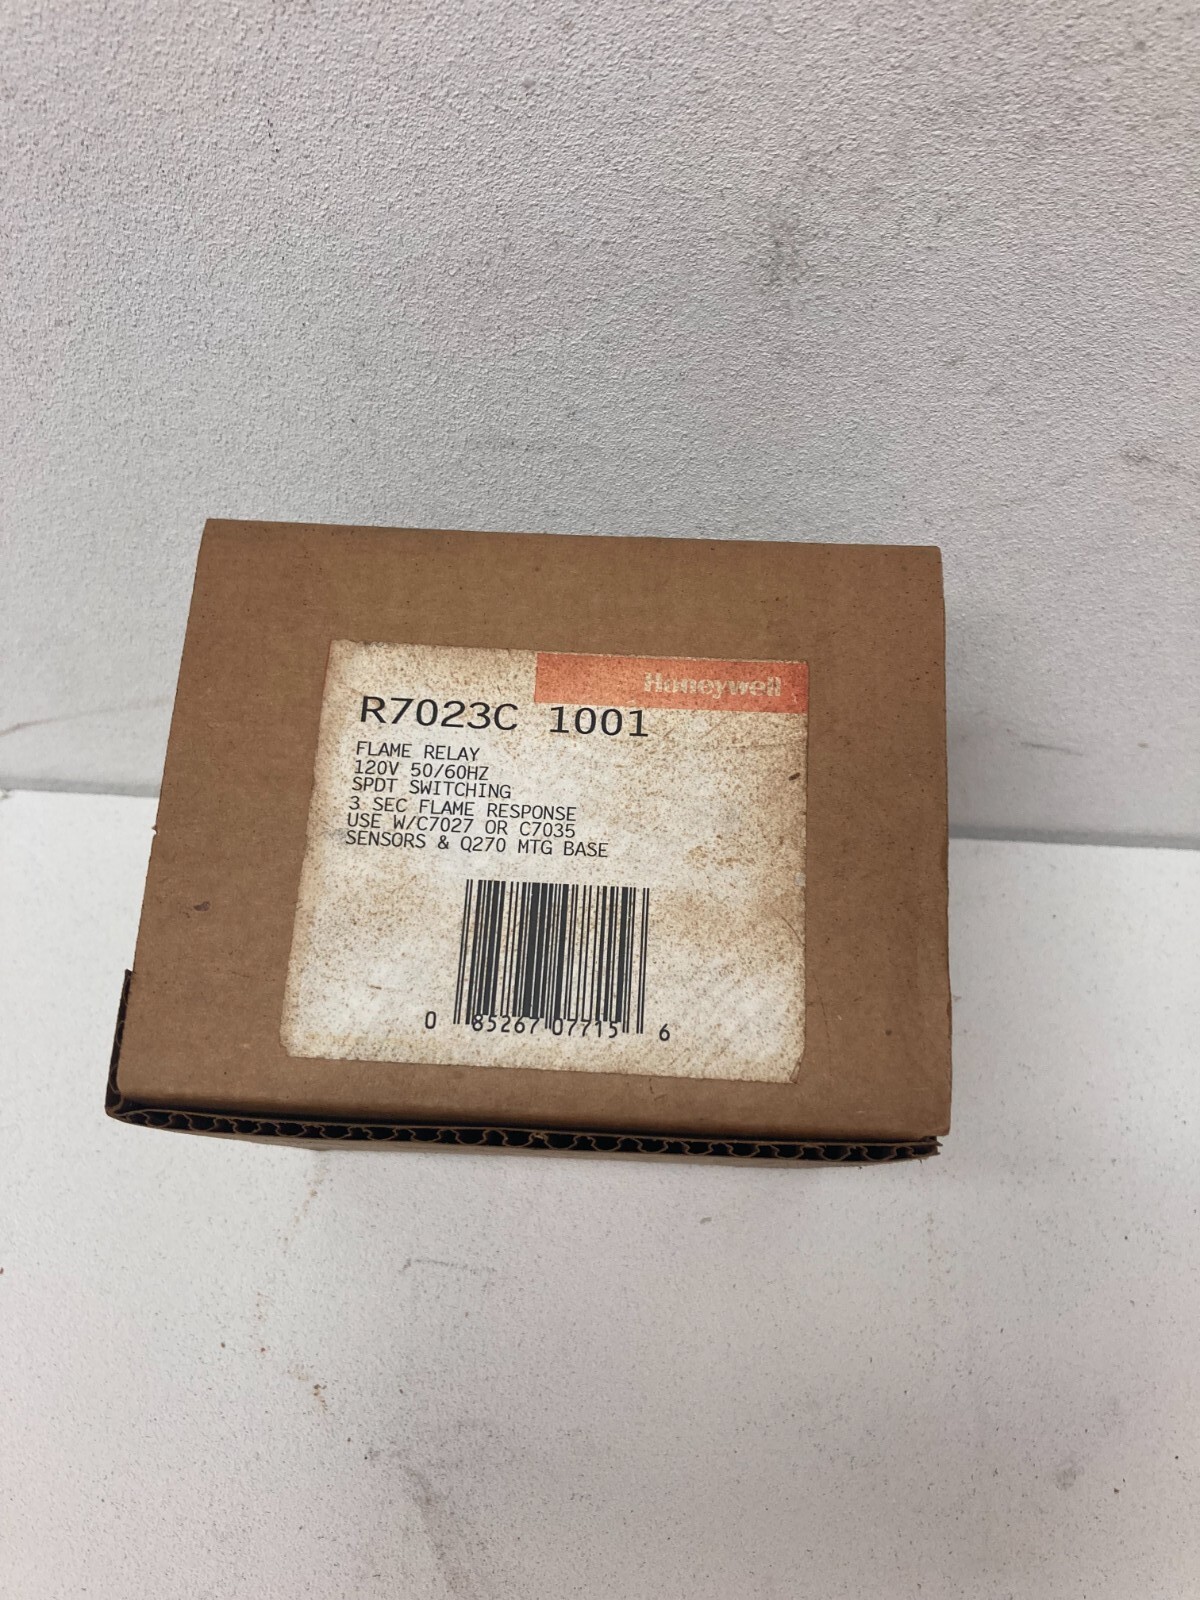 Honeywell
R7023C 1001
FLAME RELAY
120V 50/60HZ
SPDT SWITCHING
3 SEC FLAME RESPONSE
USE W/C7027 OR C7035
SENSORS & Q270 MTG BASE
0 85267 07715 6